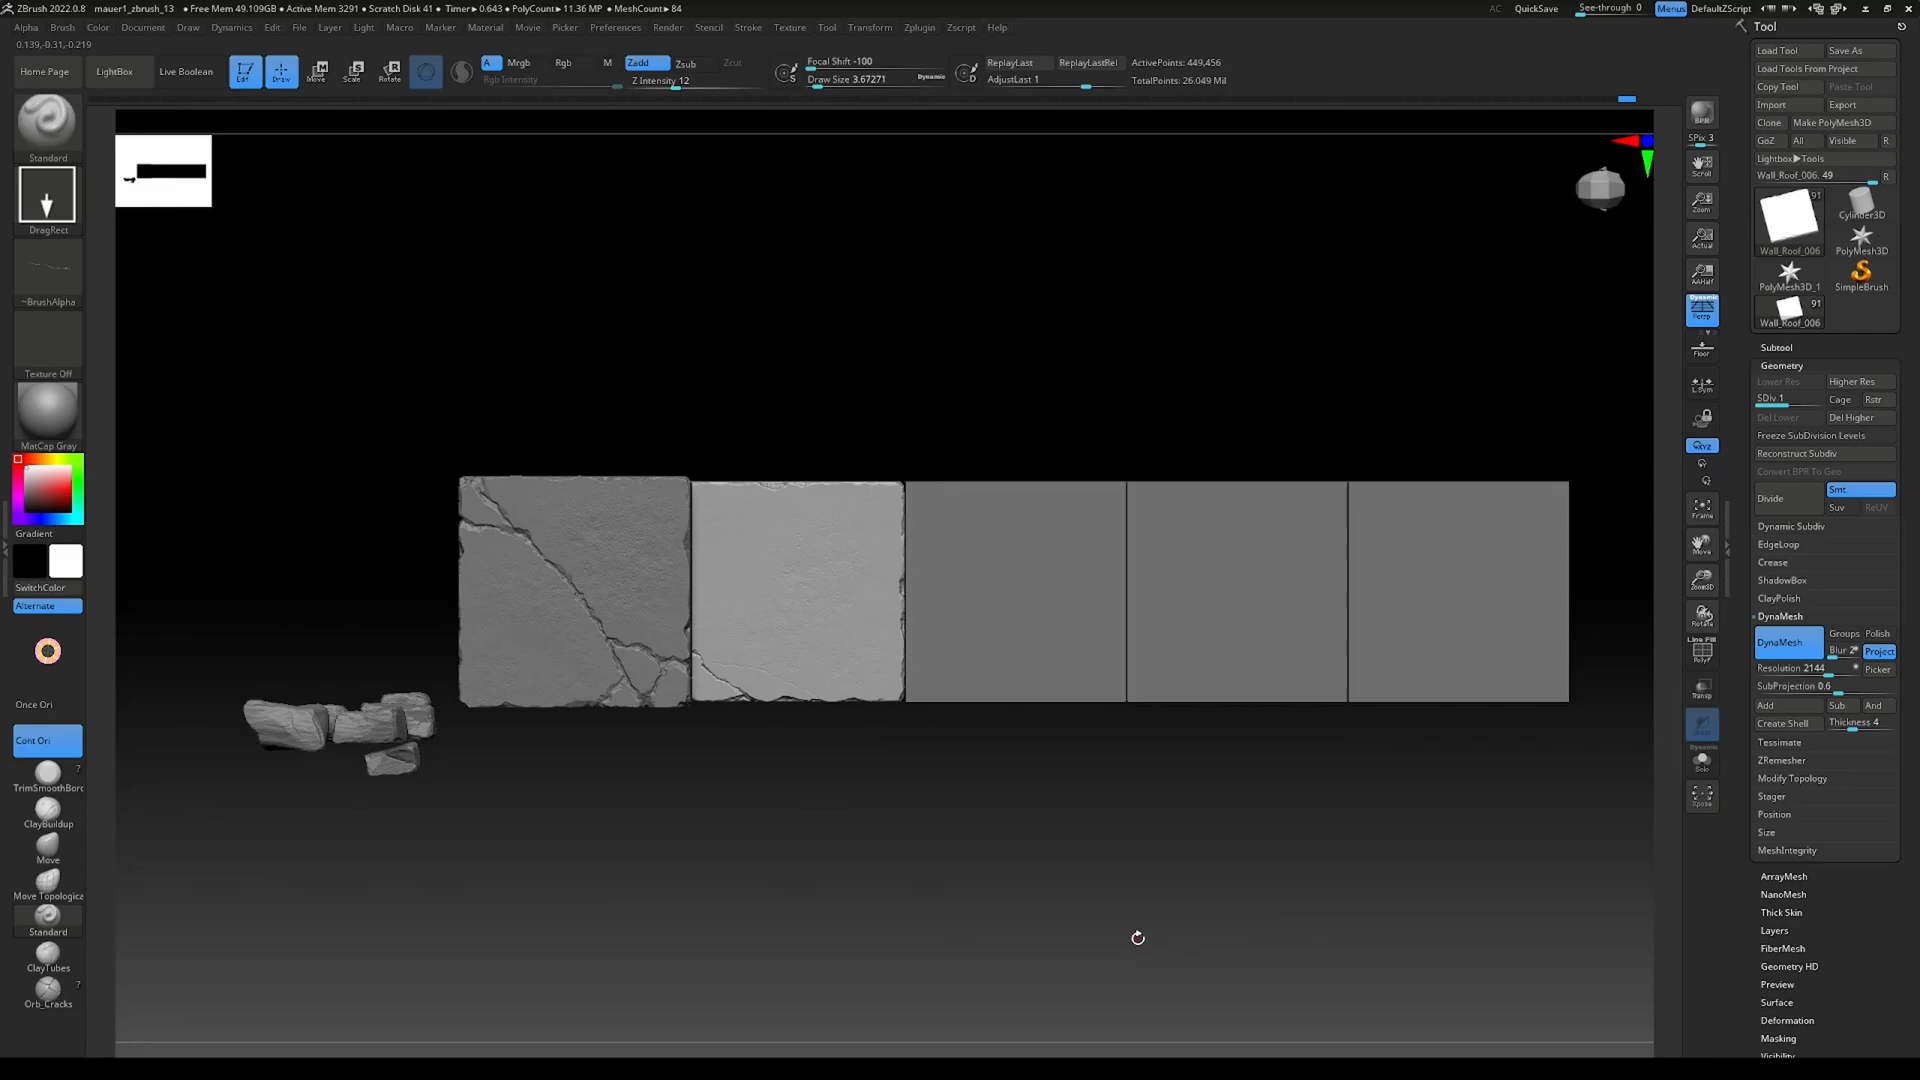 ZBrush 2022.0.8 mauer1_zbrush_13 ● Free Mem 49.109GB ● Active Mem 3291 ● Scratch Disk 41 ● Timer▸0.643 ● PolyCount▸11.36 MP ● MeshCount▸84 AC QuickSave See-through 0 Menus DefaultZScript
Alpha Brush Color Document Draw Dynamics Edit File Layer Light Macro Marker Material Movie Picker Preferences Render Stencil Stroke Texture Tool Transform Zplugin Zscript Help
0.139,-0.31,-0.219
Home Page LightBox Live Boolean Edit Draw Move Scale Rotate
A Mrgb Rgb M Zadd Zsub Zcut
Rgb Intensity Z Intensity 12
Focal Shift -100
Draw Size 3.67271 Dynamic
ReplayLast ReplayLastRel ActivePoints: 449,456
AdjustLast 1 TotalPoints: 26.049 Mil
Standard
DragRect
~BrushAlpha
Texture Off
MatCap Gray
Gradient
SwitchColor
Alternate
Once Ori
Cont Ori
TrimSmoothBorc
ClayBuildup
Move
Move Topologica
Standard
ClayTubes
Orb_Cracks
BPR
SPix 3
Scroll
Zoom
Actual
AAHalf
Dynamic
Persp
Floor
L.Sym
XYZ
Frame
Move
Zoom3D
Rotate
Line Fill
PolyF
Transp
Dynamic
Solo
Xpose
Tool
Load Tool Save As
Load Tools From Project
Copy Tool Paste Tool
Import Export
Clone Make PolyMesh3D
GoZ All Visible R
Lightbox▶Tools
Wall_Roof_006. 49 R
91
Wall_Roof_006 Cylinder3D
PolyMesh3D
PolyMesh3D_1 SimpleBrush
91
Wall_Roof_006
Subtool
Geometry
Lower Res Higher Res
SDiv 1 Cage Rstr
Del Lower Del Higher
Freeze SubDivision Levels
Reconstruct Subdiv
Convert BPR To Geo
Divide Smt
Suv ReUV
Dynamic Subdiv
EdgeLoop
Crease
ShadowBox
ClayPolish
DynaMesh
DynaMesh Groups Polish
Blur 2 Project
Resolution 2144 Picker
SubProjection 0.6
Add Sub And
Create Shell Thickness 4
Tessimate
ZRemesher
Modify Topology
Stager
Position
Size
MeshIntegrity
ArrayMesh
NanoMesh
Thick Skin
Layers
FiberMesh
Geometry HD
Preview
Surface
Deformation
Masking
Visibility